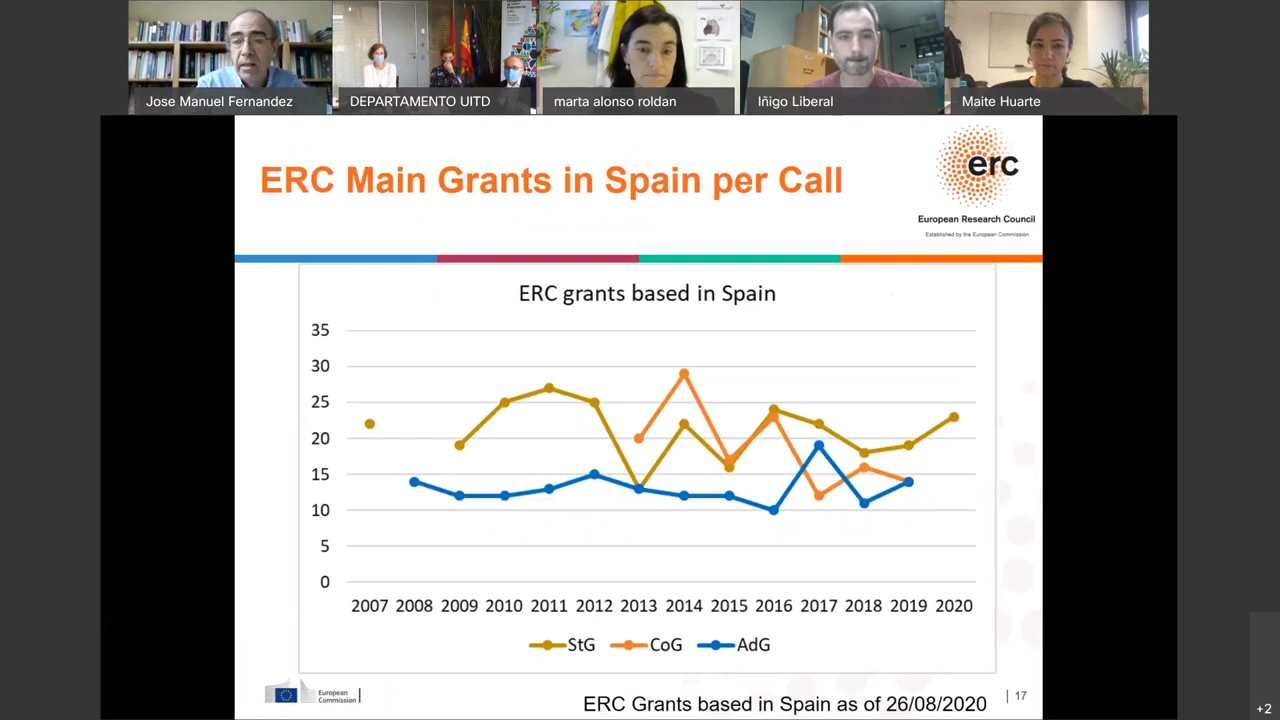 Jose Manuel Fernandez
DEPARTAMENTO UITD
marta alonso roldan
Iñigo Liberal
Maite Huarte
ERC Main Grants in Spain per Call
erc
European Research Council
Established by the European Commission
ERC grants based in Spain
35
30
25
20
15
10
5
0
2007 2008 2009 2010 2011 2012 2013 2014 2015 2016 2017 2018 2019 2020
StG CoG AdG
European
Commission
17
ERC Grants based in Spain as of 26/08/2020
+2